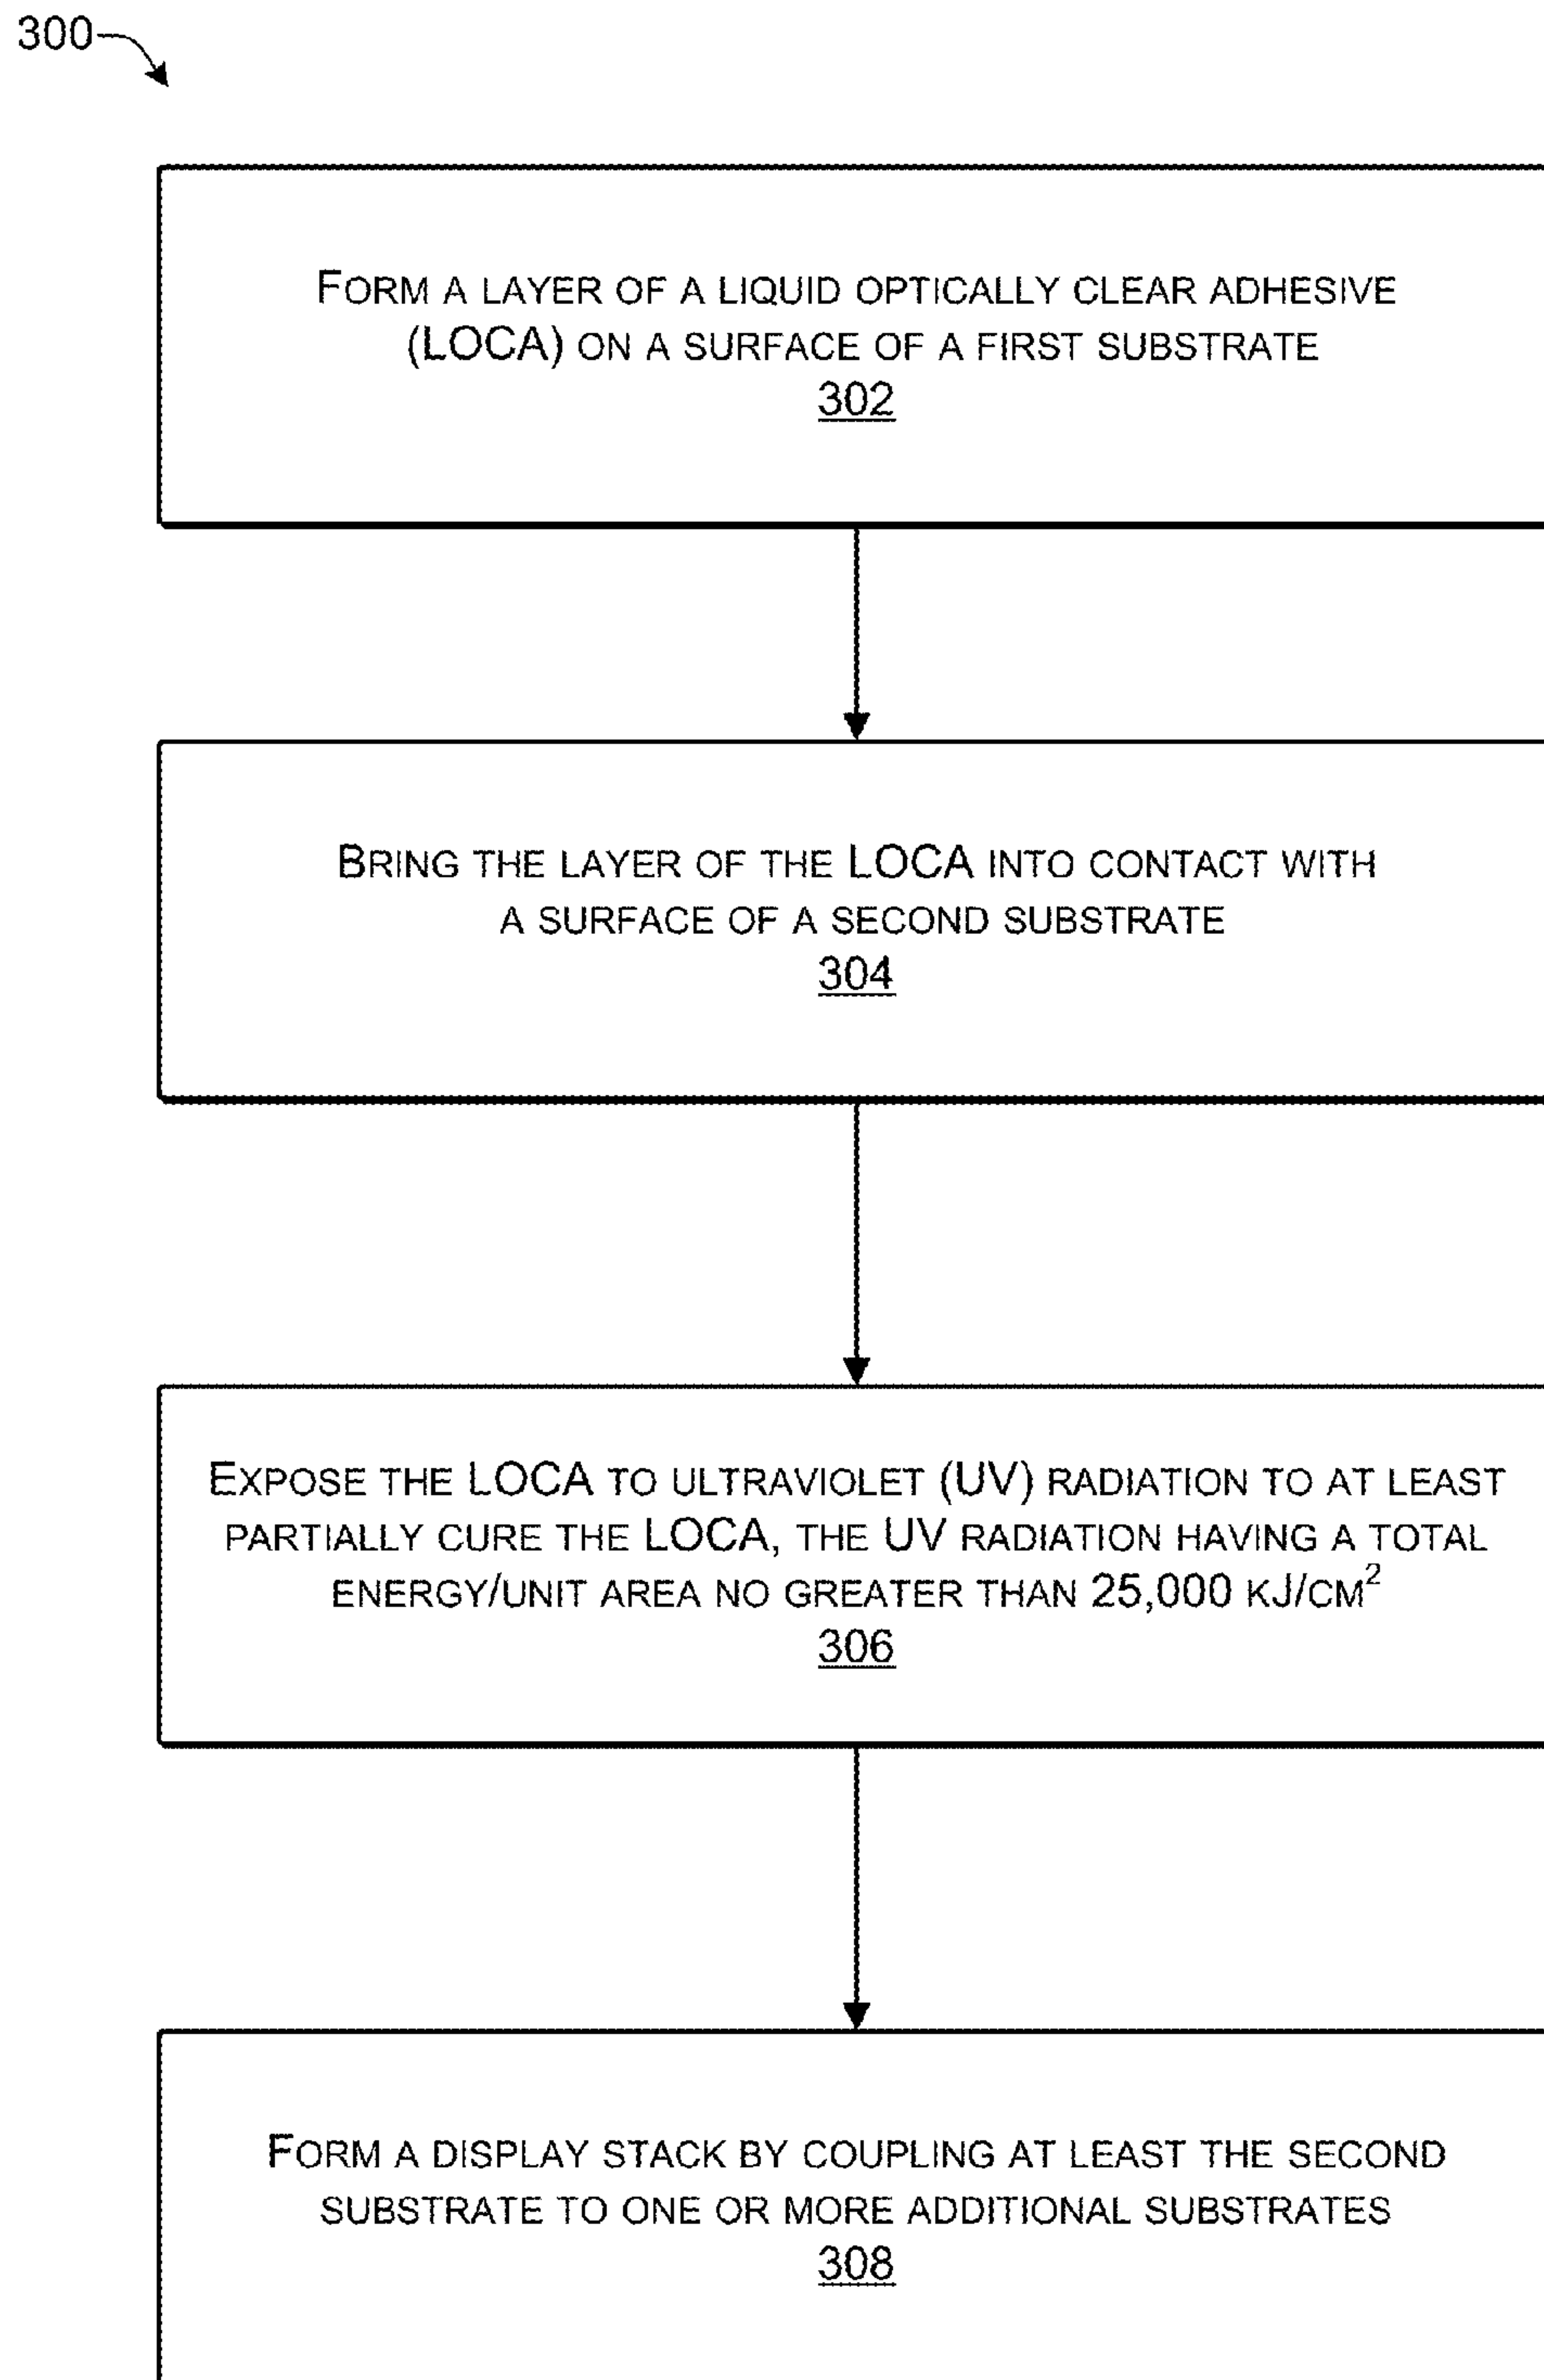 300
FORM A LAYER OF A LIQUID OPTICALLY CLEAR ADHESIVE
(LOCA) ON A SURFACE OF A FIRST SUBSTRATE
302
BRING THE LAYER OF THE LOCA INTO CONTACT WITH
A SURFACE OF A SECOND SUBSTRATE
304
EXPOSE THE LOCA TO ULTRAVIOLET (UV) RADIATION TO AT LEAST
PARTIALLY CURE THE LOCA, THE UV RADIATION HAVING A TOTAL
ENERGY/UNIT AREA NO GREATER THAN 25,000 KJ/CM²
306
FORM A DISPLAY STACK BY COUPLING AT LEAST THE SECOND
SUBSTRATE TO ONE OR MORE ADDITIONAL SUBSTRATES
308